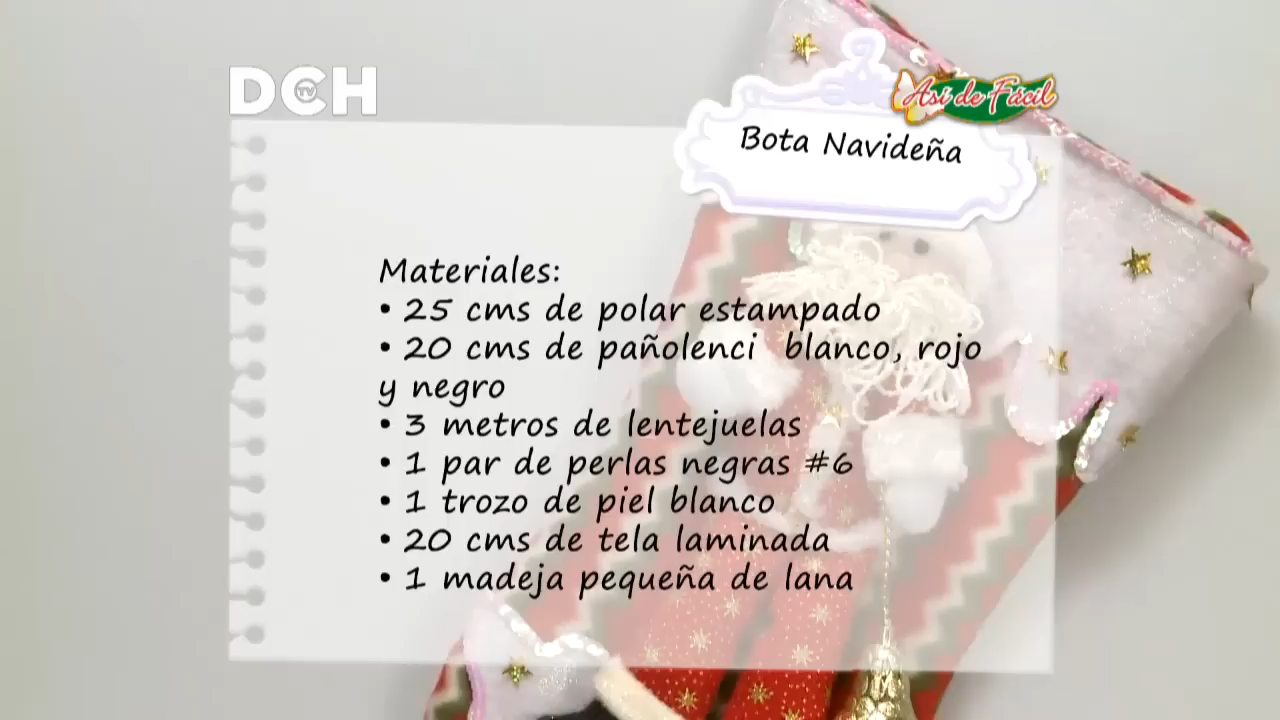 DCH
TV
Así de Fácil
Bota Navideña
Materiales:
• 25 cms de polar estampado
• 20 cms de pañolenci  blanco, rojo
y negro
• 3 metros de lentejuelas
• 1 par de perlas negras #6
• 1 trozo de piel blanco
• 20 cms de tela laminada
• 1 madeja pequeña de lana